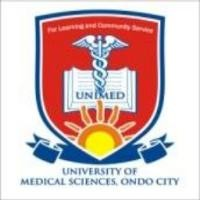 For Learning and Community Service
UNIMED
UNIVERSITY OF
MEDICAL SCIENCES, ONDO CITY